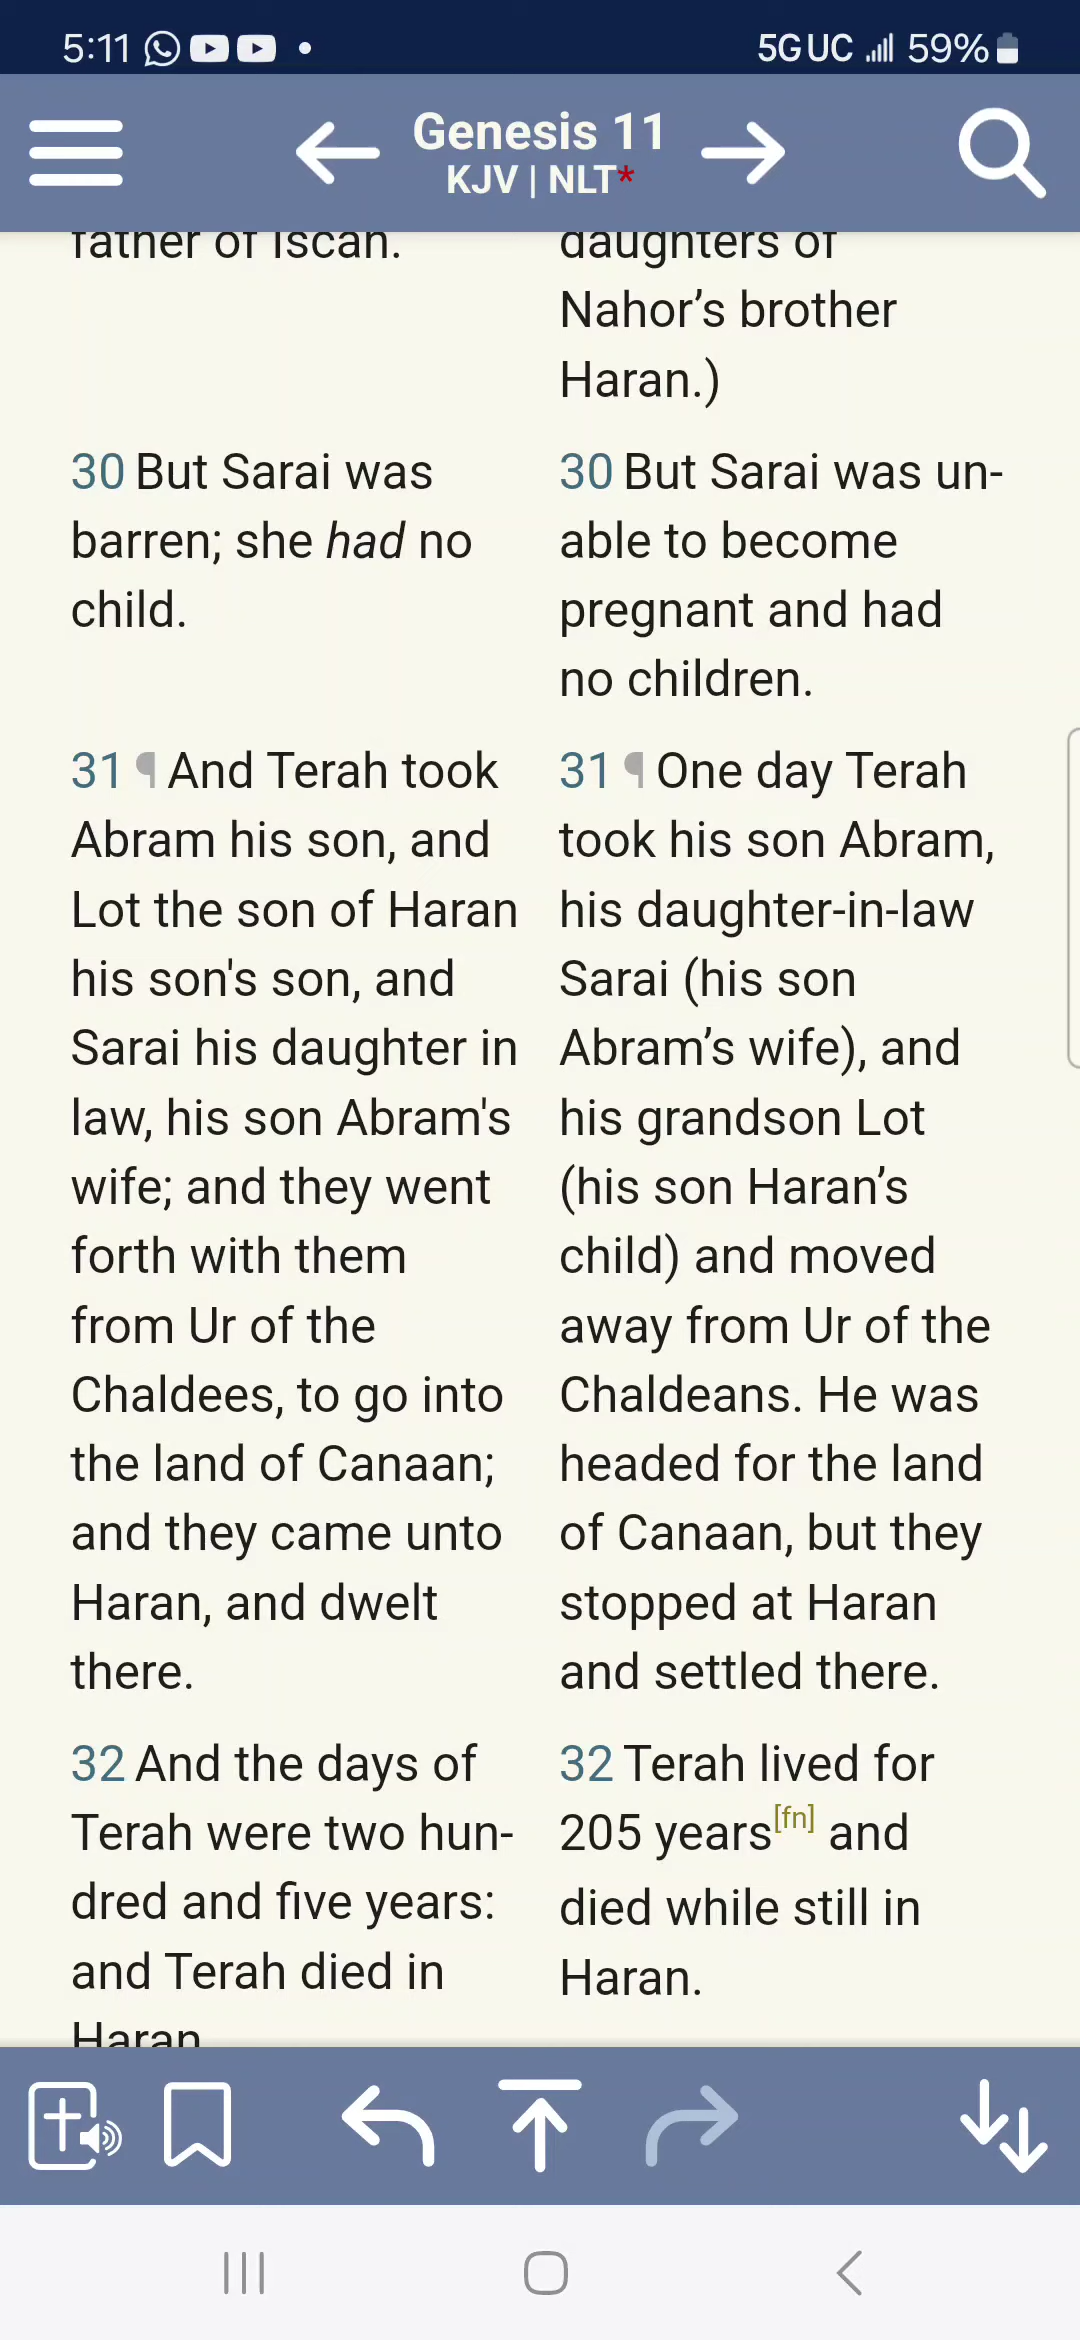 5:11
5G UC 59%
Genesis 11
KJV | NLT*
father of Iscah.
30 But Sarai was
barren; she had no
child.
31 ¶ And Terah took
Abram his son, and
Lot the son of Haran
his son's son, and
Sarai his daughter in
law, his son Abram's
wife; and they went
forth with them
from Ur of the
Chaldees, to go into
the land of Canaan;
and they came unto
Haran, and dwelt
there.
32 And the days of
Terah were two hun-
dred and five years:
and Terah died in
Haran
daughters of
Nahor’s brother
Haran.)
30 But Sarai was un-
able to become
pregnant and had
no children.
31 ¶ One day Terah
took his son Abram,
his daughter-in-law
Sarai (his son
Abram’s wife), and
his grandson Lot
(his son Haran’s
child) and moved
away from Ur of the
Chaldeans. He was
headed for the land
of Canaan, but they
stopped at Haran
and settled there.
32 Terah lived for
205 years[fn] and
died while still in
Haran.